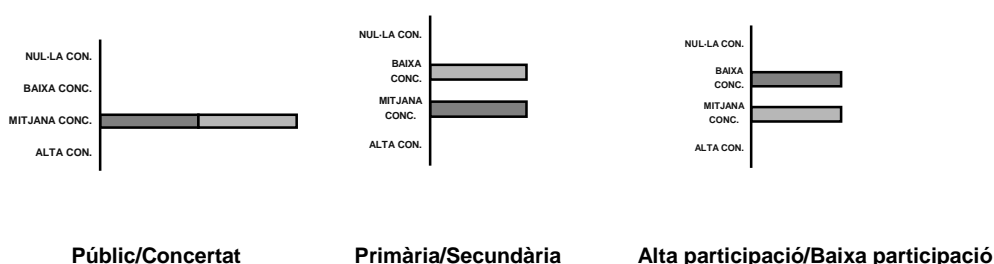 NUL·LA CON.
BAIXA CONC.
MITJANA CONC.
ALTA CON.
Públic/Concertat
NUL·LA CON.
BAIXA
CONC.
MITJANA
CONC.
ALTA CON.
Primària/Secundària
NUL·LA CON.
BAIXA
CONC.
MITJANA
CONC.
ALTA CON.
Alta participació/Baixa participació